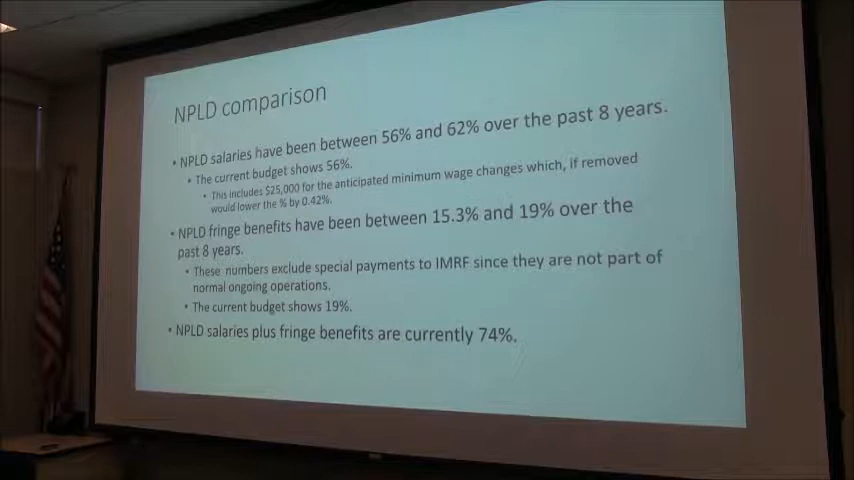 NPLD comparison
• NPLD salaries have been between 56% and 62% over the past 8 years.
• The current budget shows 56%.
• This includes $25,000 for the anticipated minimum wage changes which, if removed
would lower the % by 0.42%.
• NPLD fringe benefits have been between 15.3% and 19% over the
past 8 years.
• These numbers exclude special payments to IMRF since they are not part of
normal ongoing operations.
• The current budget shows 19%.
• NPLD salaries plus fringe benefits are currently 74%.